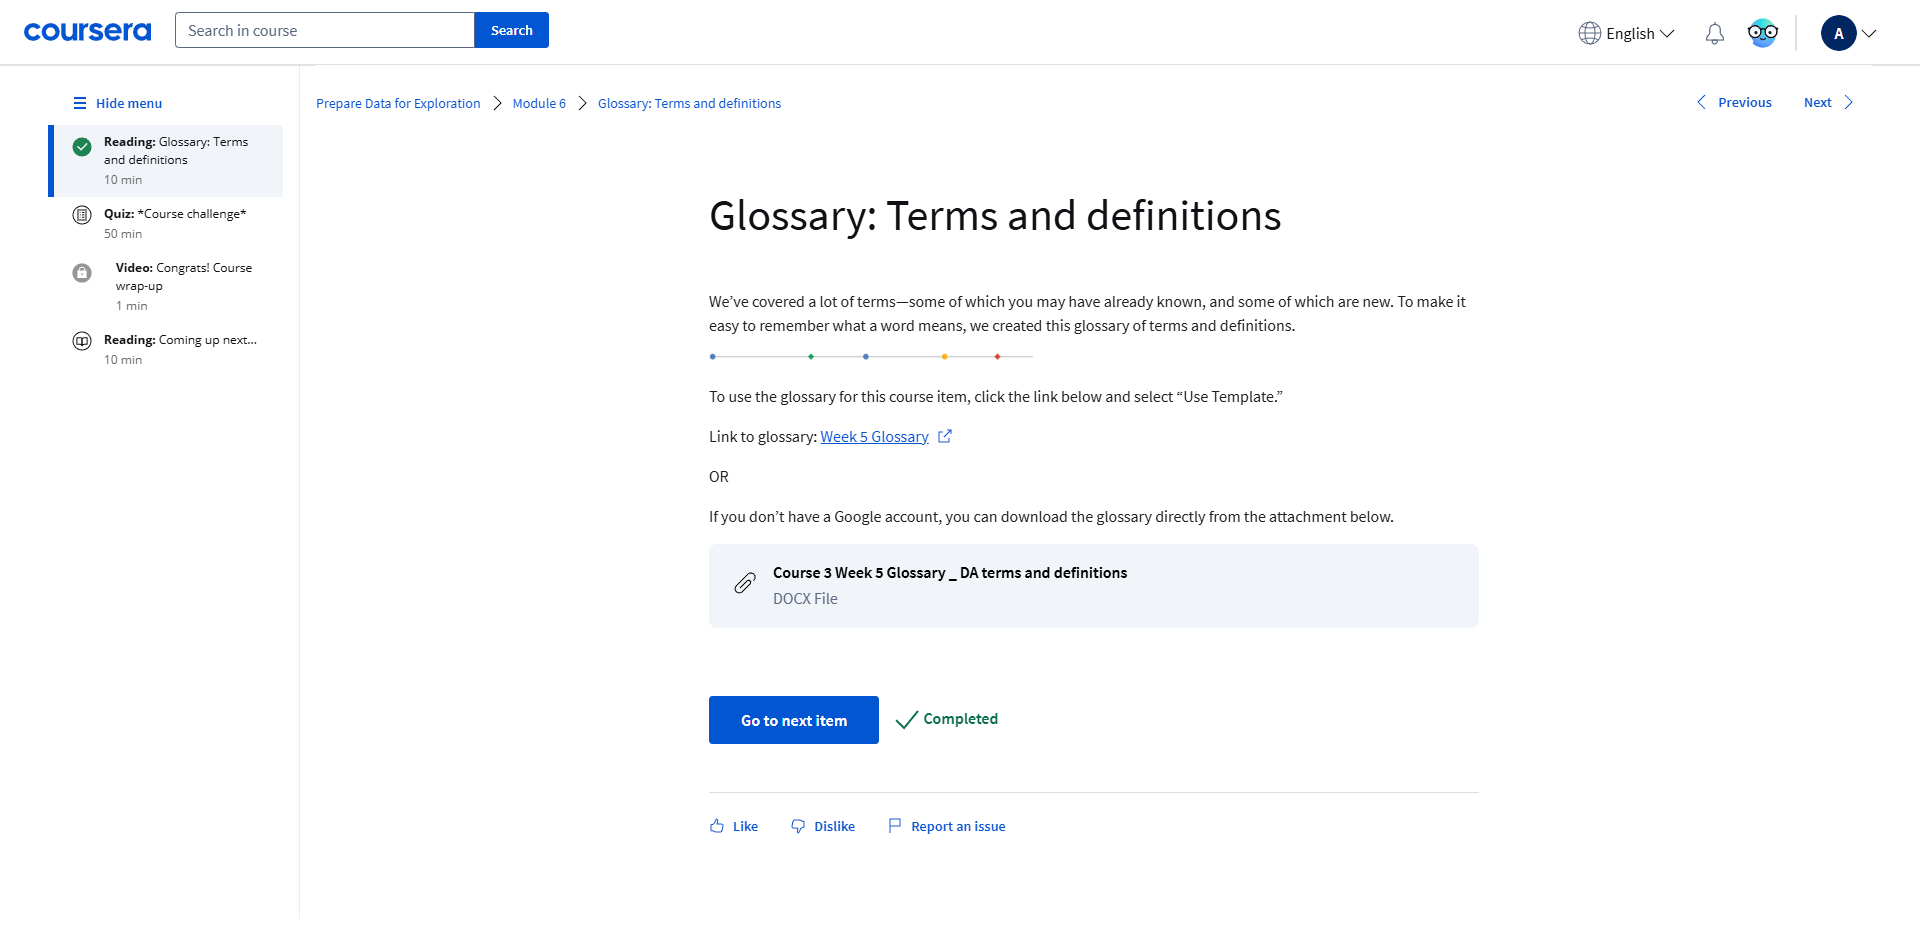 coursera
Search in course
Search
English
A
Hide menu
Reading: Glossary: Terms
and definitions
10 min
Quiz: *Course challenge*
50 min
Video: Congrats! Course
wrap-up
1 min
Reading: Coming up next...
10 min
Prepare Data for Exploration
Module 6
Glossary: Terms and definitions
Previous
Next
Glossary: Terms and definitions
We’ve covered a lot of terms—some of which you may have already known, and some of which are new. To make it
easy to remember what a word means, we created this glossary of terms and definitions.
To use the glossary for this course item, click the link below and select “Use Template.”
Link to glossary: Week 5 Glossary
OR
If you don’t have a Google account, you can download the glossary directly from the attachment below.
Course 3 Week 5 Glossary _ DA terms and definitions
DOCX File
Go to next item
Completed
Like
Dislike
Report an issue